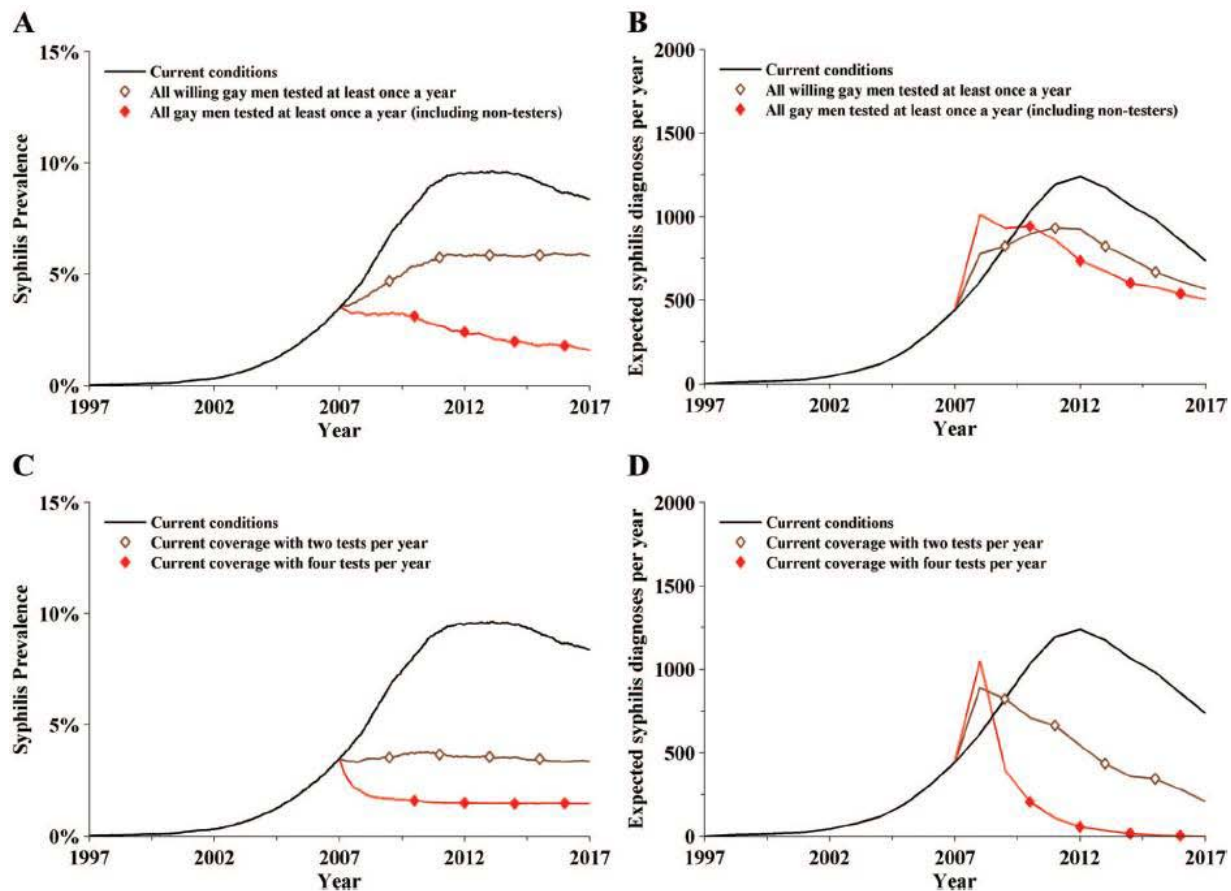 A
Syphilis Prevalence
15%
10%
5%
0%
Current conditions
All willing gay men tested at least once a year
All gay men tested at least once a year (including non-testers)
1997 2002 2007 2012 2017
Year
B
Expected syphilis diagnoses per year
2000
1500
1000
500
0
Current conditions
All willing gay men tested at least once a year
All gay men tested at least once a year (including non-testers)
1997 2002 2007 2012 2017
Year
C
Syphilis Prevalence
15%
10%
5%
0%
Current conditions
Current coverage with two tests per year
Current coverage with four tests per year
1997 2002 2007 2012 2017
Year
D
Expected syphilis diagnoses per year
2000
1500
1000
500
0
Current conditions
Current coverage with two tests per year
Current coverage with four tests per year
1997 2002 2007 2012 2017
Year